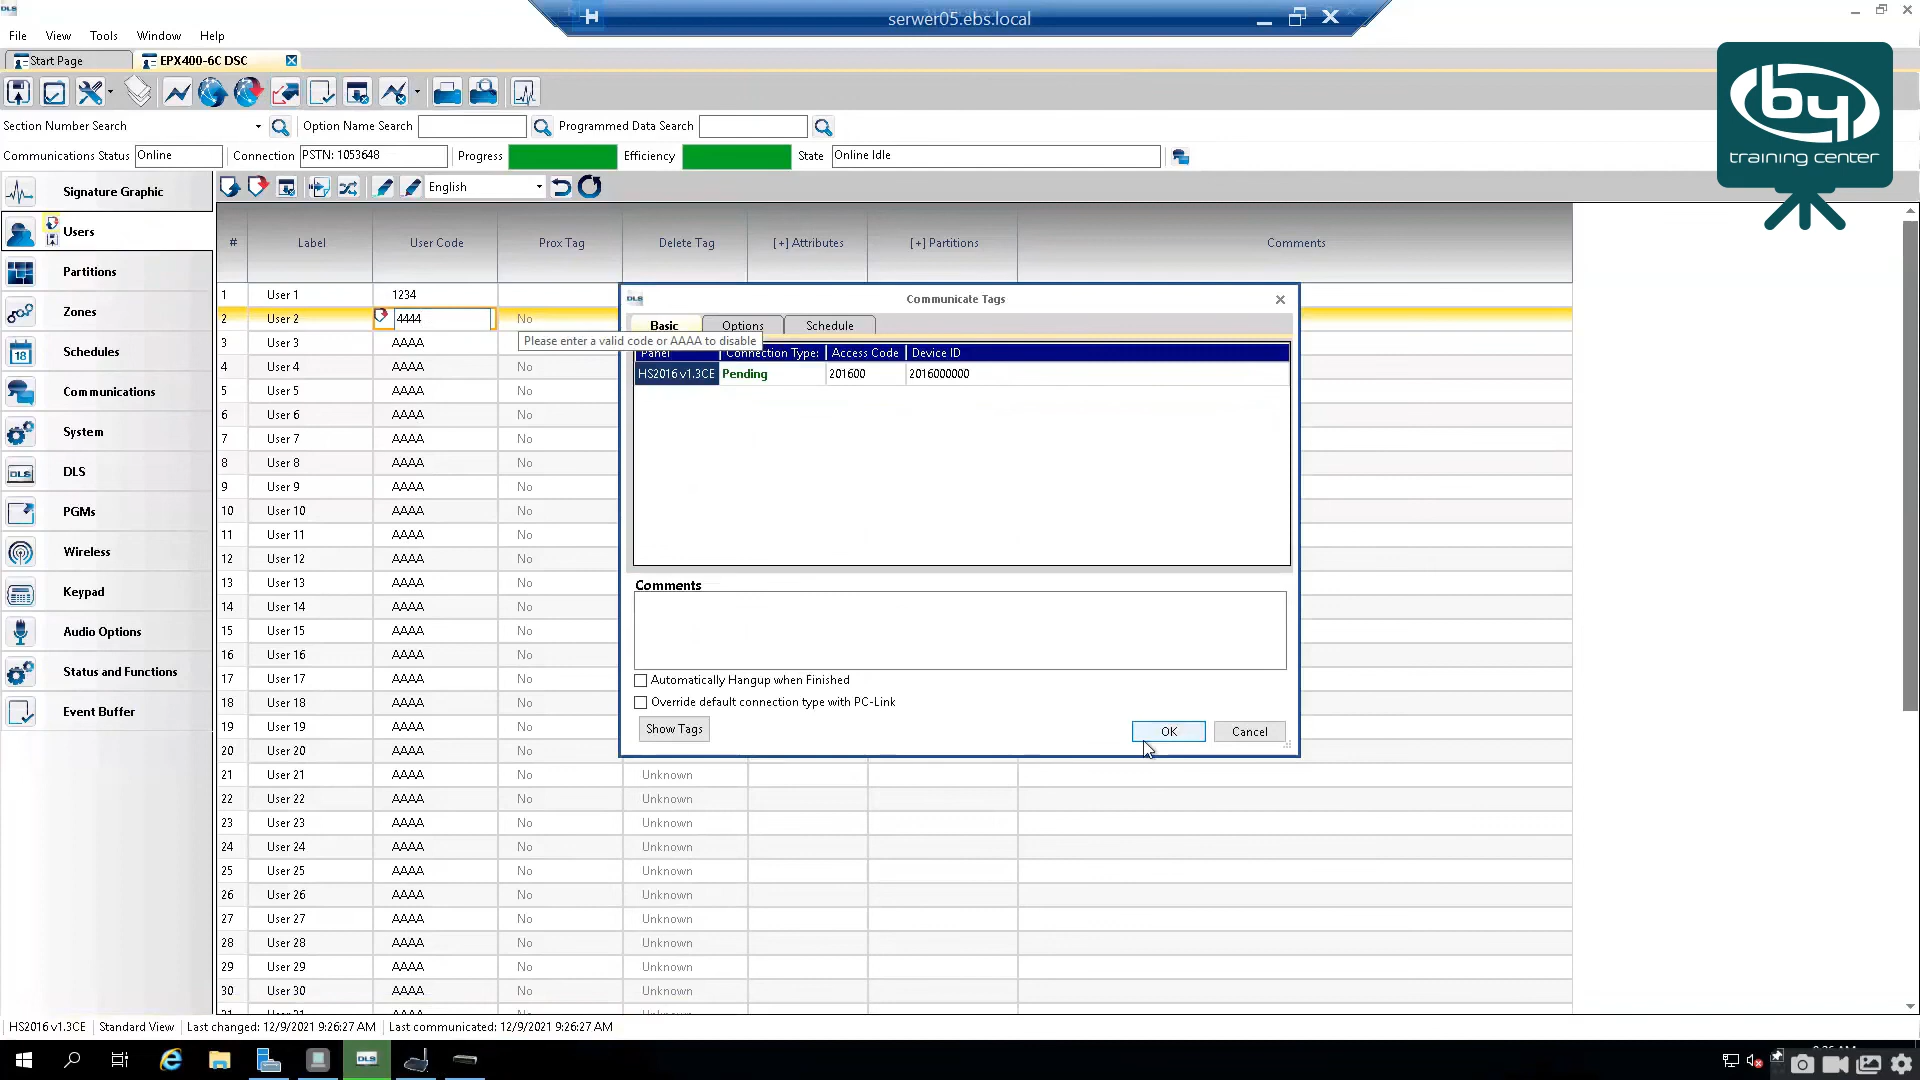 DLS
serwer05.ebs.local
File View Tools Window Help
Start Page EPX400-6C DSC
by
training center
Section Number Search Option Name Search Programmed Data Search
Communications Status Online Connection PSTN: 1053648 Progress Efficiency State Online Idle
English
Signature Graphic
Users
Partitions
Zones
18 Schedules
Communications
System
DLS DLS
PGMs
Wireless
Keypad
Audio Options
Status and Functions
Event Buffer
# Label User Code Prox Tag Delete Tag [+] Attributes [+] Partitions Comments
1 User 1 1234
2 User 2 4444 No
3 User 3 AAAA
4 User 4 AAAA No
5 User 5 AAAA No
6 User 6 AAAA No
7 User 7 AAAA No
8 User 8 AAAA No
9 User 9 AAAA No
10 User 10 AAAA No
11 User 11 AAAA No
12 User 12 AAAA No
13 User 13 AAAA No
14 User 14 AAAA No
15 User 15 AAAA No
16 User 16 AAAA No
17 User 17 AAAA No
18 User 18 AAAA No
19 User 19 AAAA No
20 User 20 AAAA No
21 User 21 AAAA No Unknown
22 User 22 AAAA No Unknown
23 User 23 AAAA No Unknown
24 User 24 AAAA No Unknown
25 User 25 AAAA No Unknown
26 User 26 AAAA No Unknown
27 User 27 AAAA No Unknown
28 User 28 AAAA No Unknown
29 User 29 AAAA No Unknown
30 User 30 AAAA No Unknown
DLS Communicate Tags
Basic Options Schedule
Please enter a valid code or AAAA to disable
Panel Connection Type: Access Code Device ID
HS2016 v1.3CE Pending 201600 2016000000
Comments
Automatically Hangup when Finished
Override default connection type with PC-Link
Show Tags OK Cancel
HS2016 v1.3CE Standard View Last changed: 12/9/2021 9:26:27 AM Last communicated: 12/9/2021 9:26:27 AM
DLS